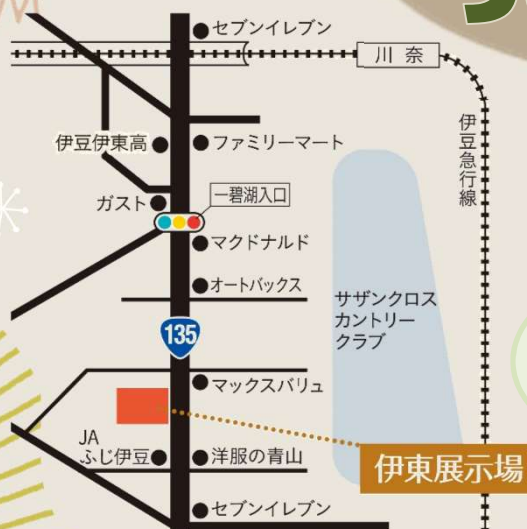 セブンイレブン
川奈
伊豆急行線
伊豆伊東高
ファミリーマート
ガスト
一碧湖入口
マクドナルド
オートバックス
サザンクロス
カントリー
クラブ
135
マックスバリュ
JA
ふじ伊豆
洋服の青山
伊東展示場
セブンイレブン